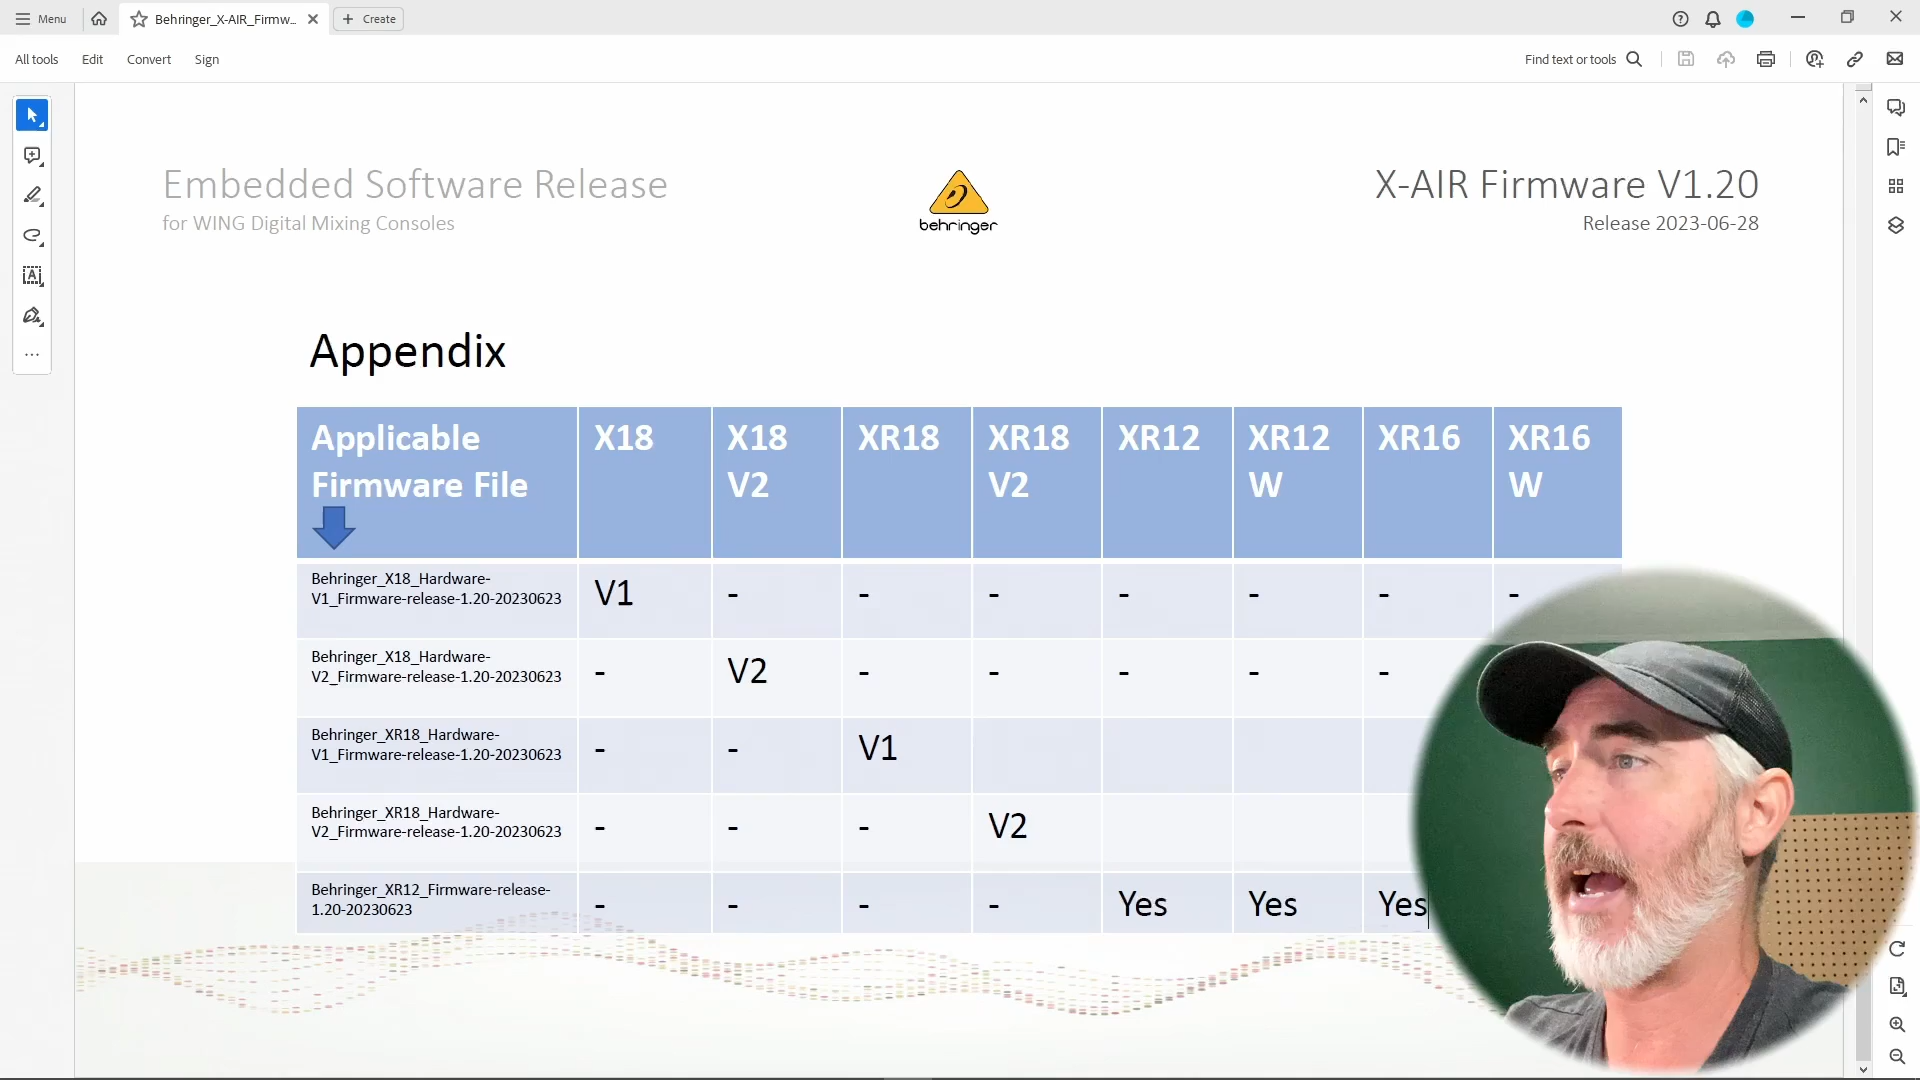 Menu
Behringer_X-AIR_Firmw...
Create
All tools
Edit
Convert
Sign
Find text or tools
Embedded Software Release
for WING Digital Mixing Consoles
behringer
X-AIR Firmware V1.20
Release 2023-06-28
Appendix
Applicable
Firmware File
X18
X18
V2
XR18
XR18
V2
XR12
XR12
W
XR16
XR16
W
Behringer_X18_Hardware-
V1_Firmware-release-1.20-20230623
V1 - - - - - - -
Behringer_X18_Hardware-
V2_Firmware-release-1.20-20230623
- V2 - - - - -
Behringer_XR18_Hardware-
V1_Firmware-release-1.20-20230623
- - V1
Behringer_XR18_Hardware-
V2_Firmware-release-1.20-20230623
- - - V2
Behringer_XR12_Firmware-release-
1.20-20230623
- - - - Yes Yes Yes